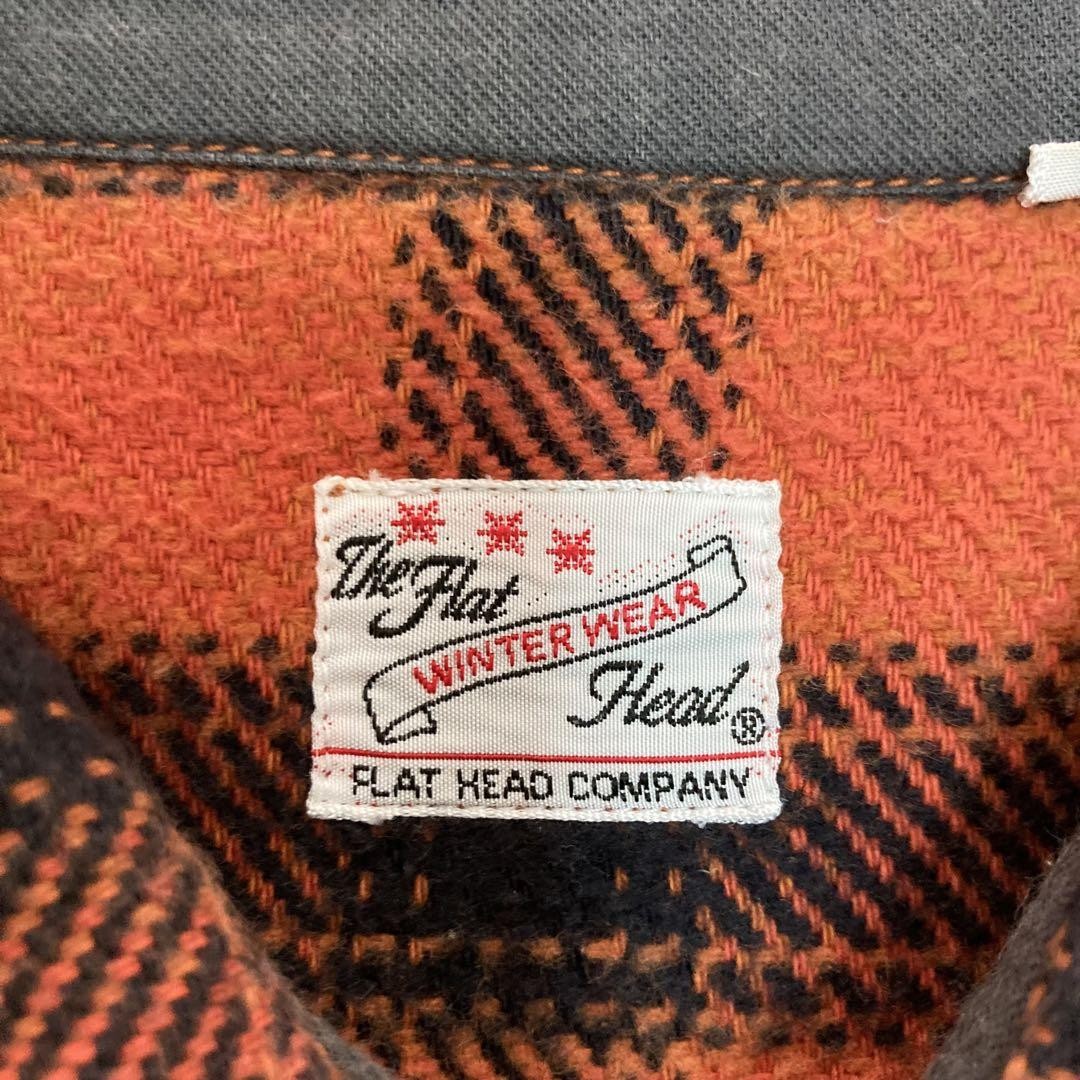 The Flat
WINTER WEAR
Head®
FLAT HEAD COMPANY